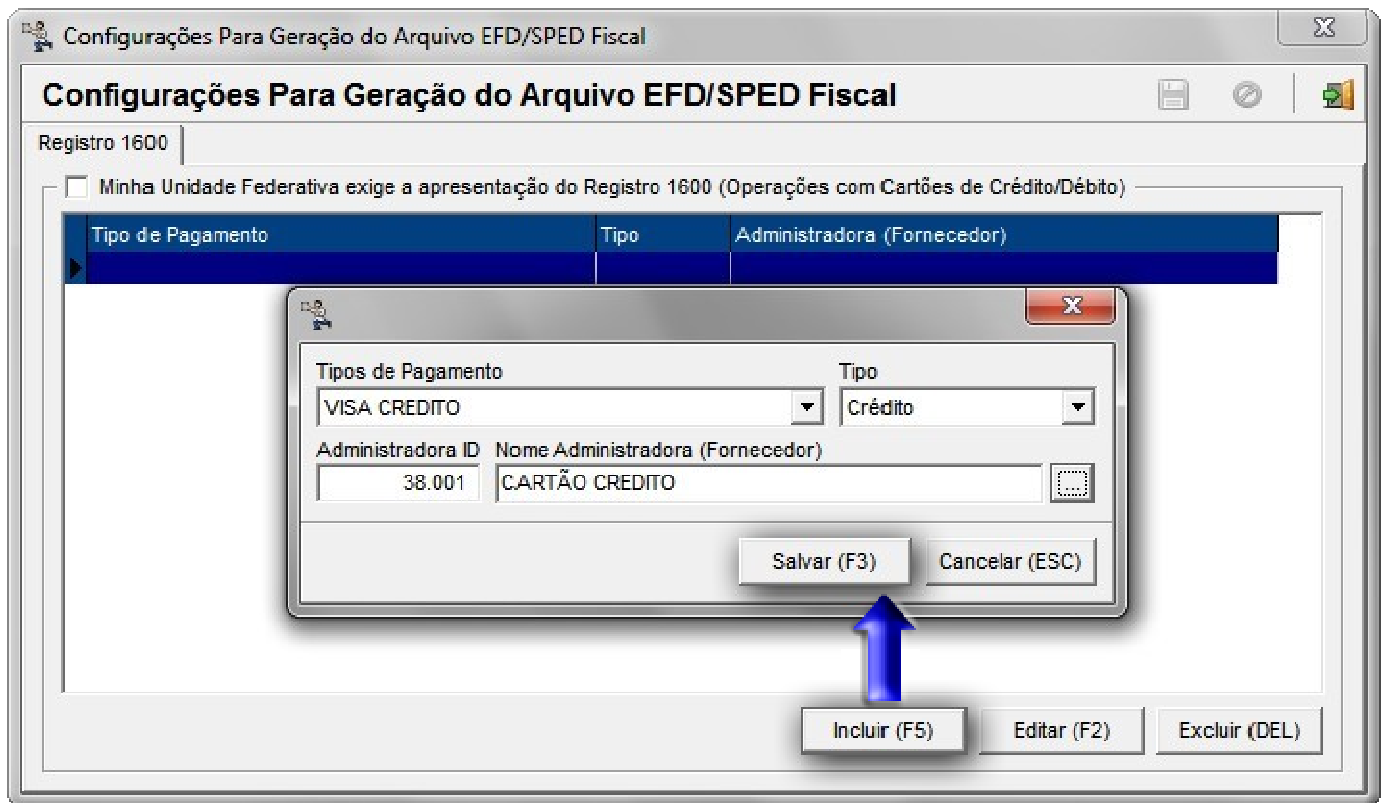 Configurações Para Geração do Arquivo EFD/SPED Fiscal
Configurações Para Geração do Arquivo EFD/SPED Fiscal
Registro 1600
Minha Unidade Federativa exige a apresentação do Registro 1600 (Operações com Cartões de Crédito/Débito)
Tipo de Pagamento Tipo Administradora (Fornecedor)
Tipos de Pagamento Tipo
VISA CREDITO Crédito
Administradora ID Nome Administradora (Fornecedor)
38.001 CARTÃO CREDITO ...
Salvar (F3) Cancelar (ESC)
Incluir (F5) Editar (F2) Excluir (DEL)